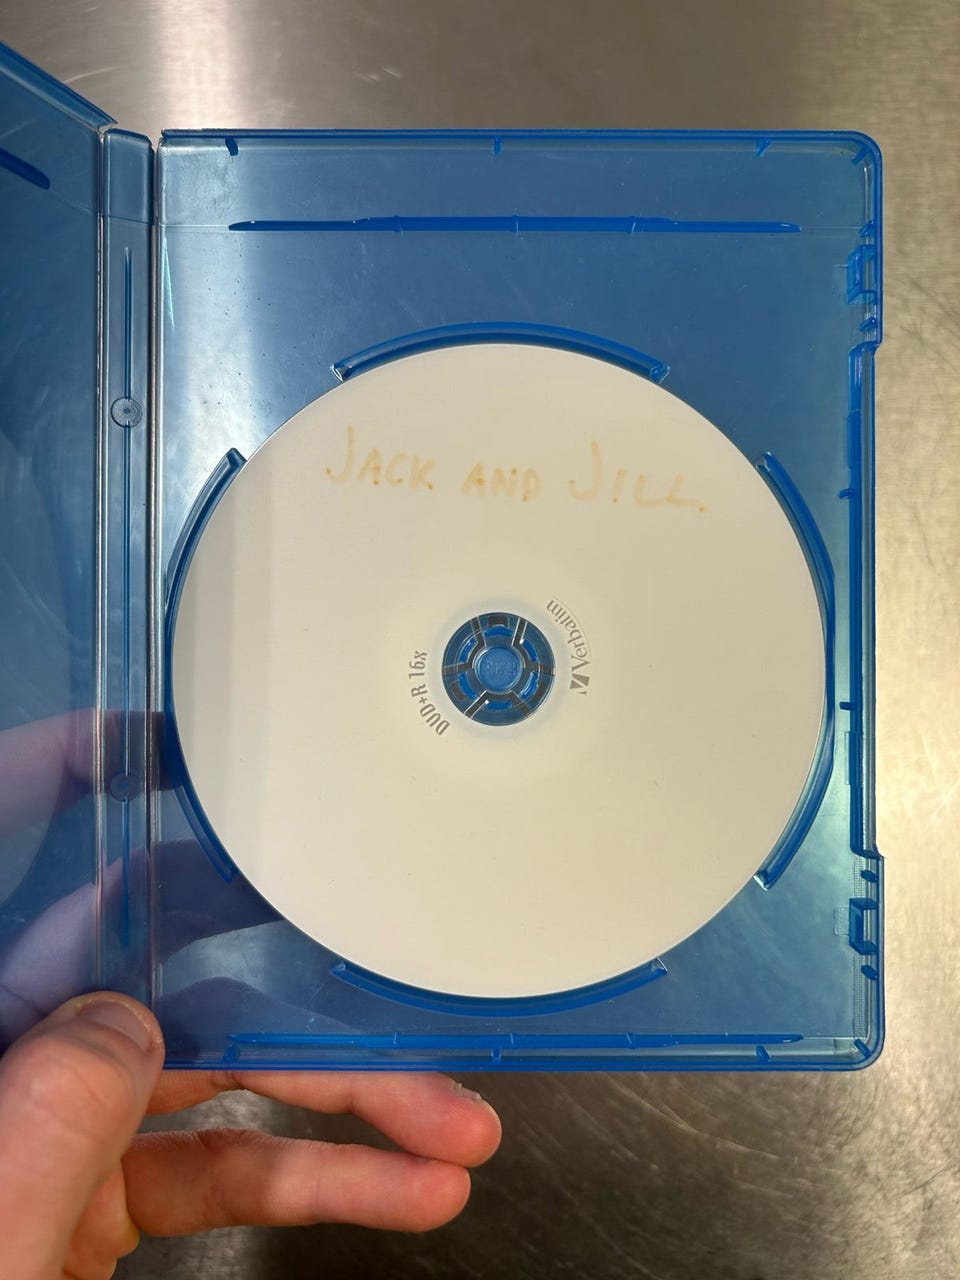 JACK AND JILL.
Verbatim
DVD+R 16x